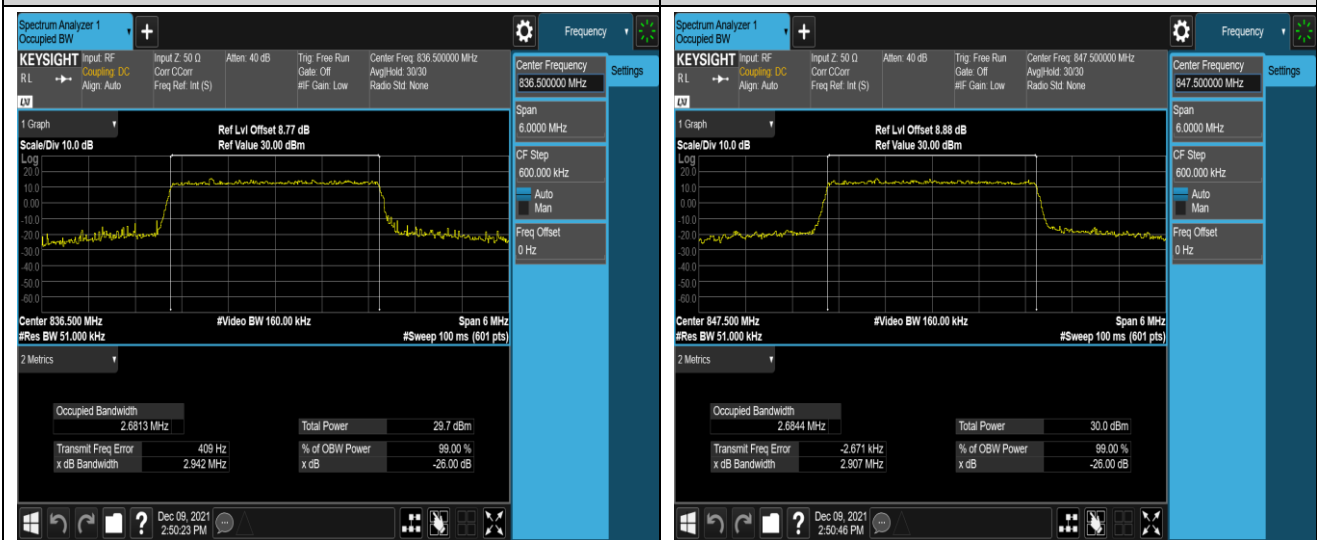 Spectrum Analyzer 1
Occupied BW
+
Frequency
KEYSIGHT
RL
LXI
Input: RF
Coupling: DC
Align: Auto
Input Z: 50 Ω
Corr CCorr
Freq Ref: Int (S)
Atten: 40 dB
Trig: Free Run
Gate: Off
#IF Gain: Low
Center Freq: 836.500000 MHz
Avg|Hold: 30/30
Radio Std: None
Center Frequency
836.500000 MHz
Settings
Span
6.0000 MHz
CF Step
600.000 kHz
Auto
Man
Freq Offset
0 Hz
1 Graph
Ref Lvl Offset 8.77 dB
Scale/Div 10.0 dB
Ref Value 30.00 dBm
Log
20.0
10.0
0.00
-10.0
-20.0
-30.0
-40.0
-50.0
-60.0
Center 836.500 MHz
#Video BW 160.00 kHz
Span 6 MHz
#Res BW 51.000 kHz
#Sweep 100 ms (601 pts)
2 Metrics
Occupied Bandwidth
2.6813 MHz
Total Power 29.7 dBm
Transmit Freq Error 409 Hz
% of OBW Power 99.00 %
x dB Bandwidth 2.942 MHz
x dB -26.00 dB
?
Dec 09, 2021
2:50:23 PM
Spectrum Analyzer 1
Occupied BW
+
Frequency
KEYSIGHT
RL
LXI
Input: RF
Coupling: DC
Align: Auto
Input Z: 50 Ω
Corr CCorr
Freq Ref: Int (S)
Atten: 40 dB
Trig: Free Run
Gate: Off
#IF Gain: Low
Center Freq: 847.500000 MHz
Avg|Hold: 30/30
Radio Std: None
Center Frequency
847.500000 MHz
Settings
Span
6.0000 MHz
CF Step
600.000 kHz
Auto
Man
Freq Offset
0 Hz
1 Graph
Ref Lvl Offset 8.88 dB
Scale/Div 10.0 dB
Ref Value 30.00 dBm
Log
20.0
10.0
0.00
-10.0
-20.0
-30.0
-40.0
-50.0
-60.0
Center 847.500 MHz
#Video BW 160.00 kHz
Span 6 MHz
#Res BW 51.000 kHz
#Sweep 100 ms (601 pts)
2 Metrics
Occupied Bandwidth
2.6844 MHz
Total Power 30.0 dBm
Transmit Freq Error -2.671 kHz
% of OBW Power 99.00 %
x dB Bandwidth 2.907 MHz
x dB -26.00 dB
?
Dec 09, 2021
2:50:46 PM